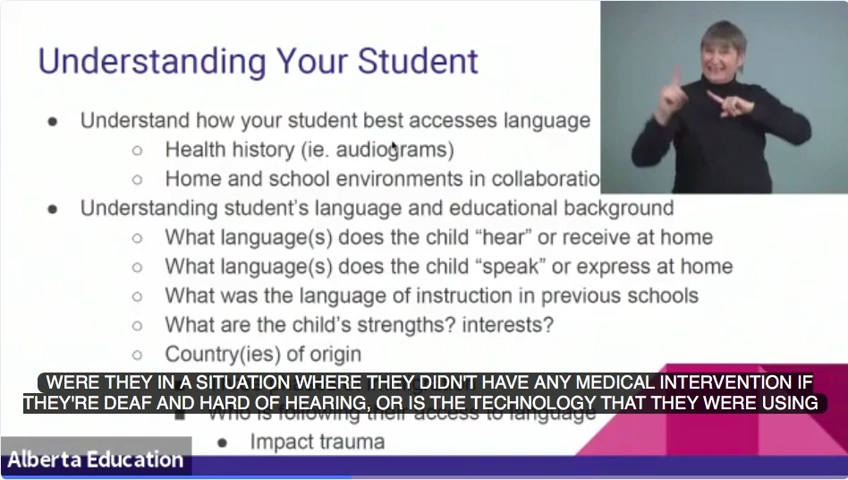 Understanding Your Student
Understand how your student best accesses language
Health history (ie. audiograms)
Home and school environments in
Understanding student's language and educational background
What language(s) does the child “hear” or receive at home
What language(s) does the child “speak” or express at home
What was the language of instruction in previous schools
What are the child's strengths? interests?
Country(ies) of origin
WERE THEY IN A SITUATION WHERE THEY DIDN'T HAVE ANY MEDICAL INTERVENTION IF
THEY'RE DEAF AND HARD OF HEARING, OR IS THE TECHNOLOGY THAT THEY WERE USING
Who is following their access to language
Impact trauma
Alberta Education